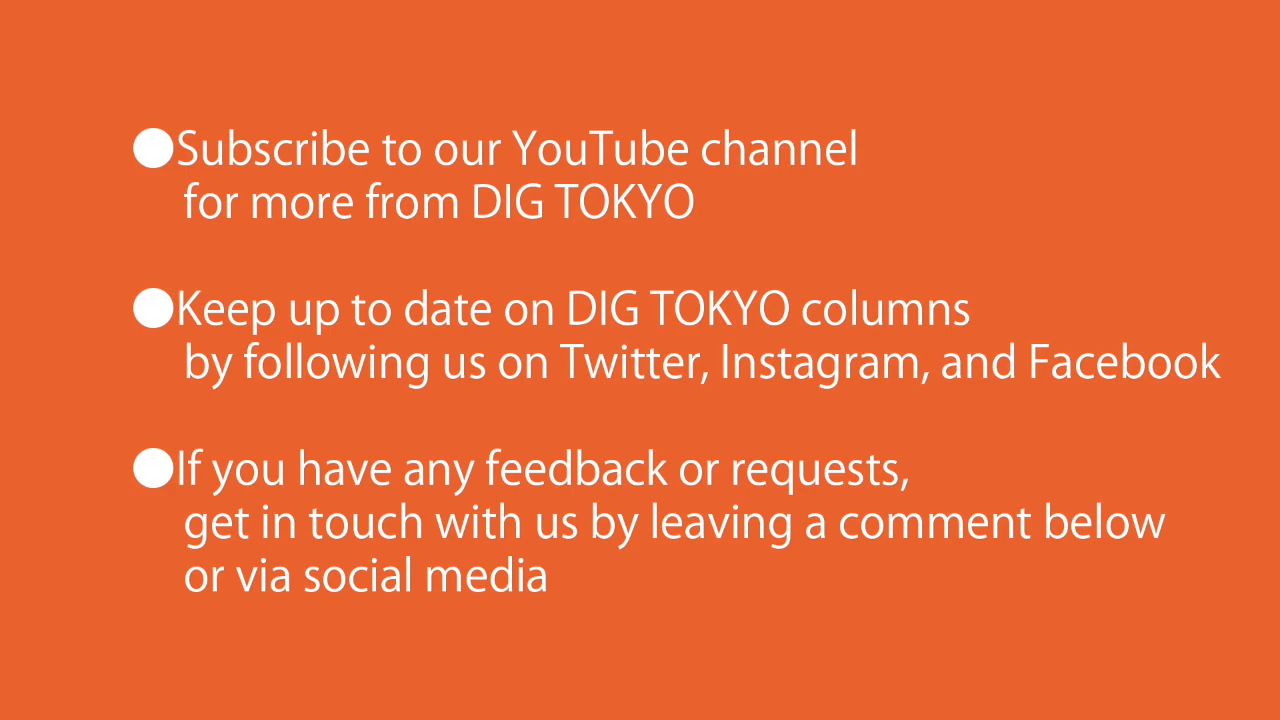 ●Subscribe to our YouTube channel
for more from DIG TOKYO
●Keep up to date on DIG TOKYO columns
by following us on Twitter, Instagram, and Facebook
●If you have any feedback or requests,
get in touch with us by leaving a comment below
or via social media